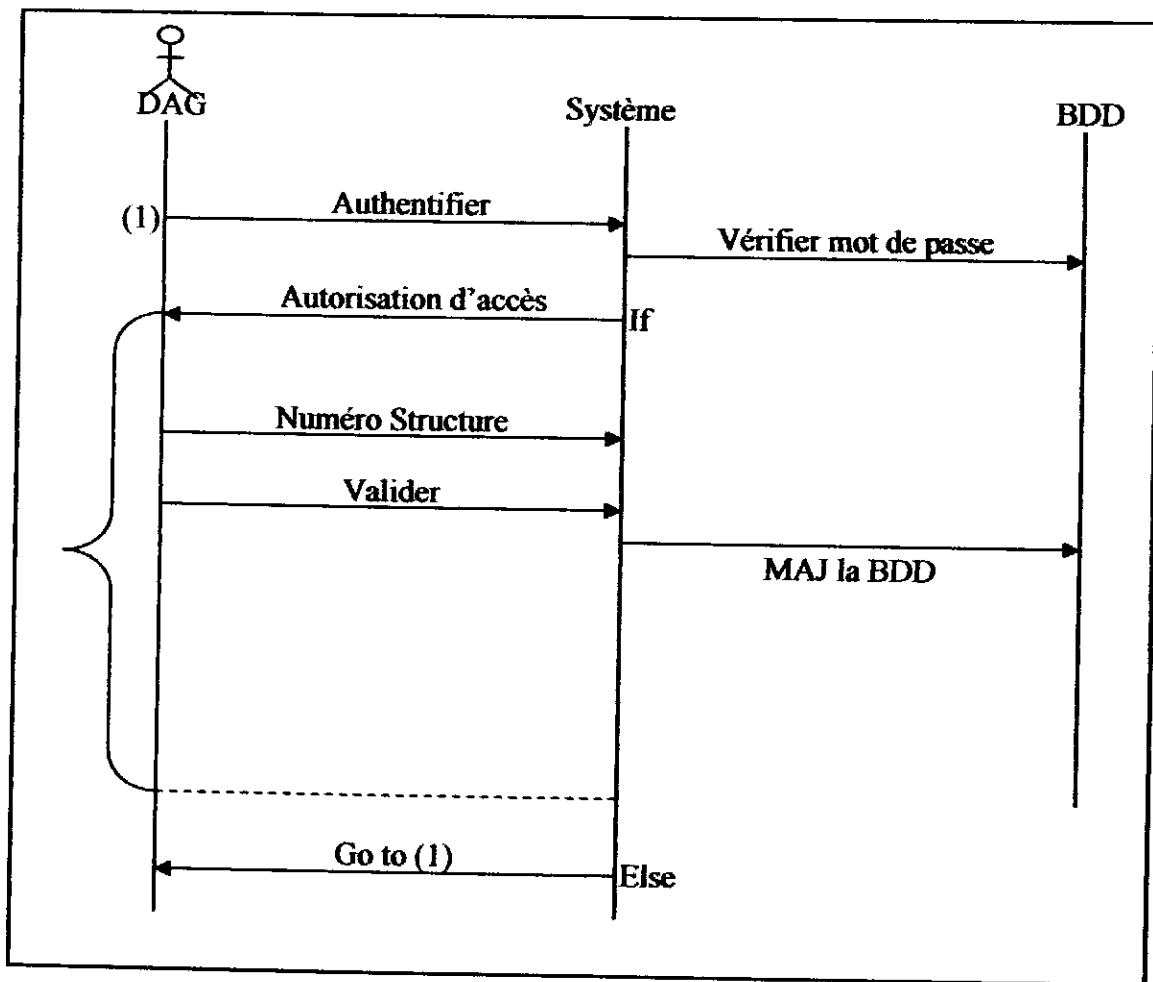 DAG
Système
BDD
(1)
Authentifier
Vérifier mot de passe
Autorisation d'accès
If
Numéro Structure
Valider
MAJ la BDD
Go to (1)
Else